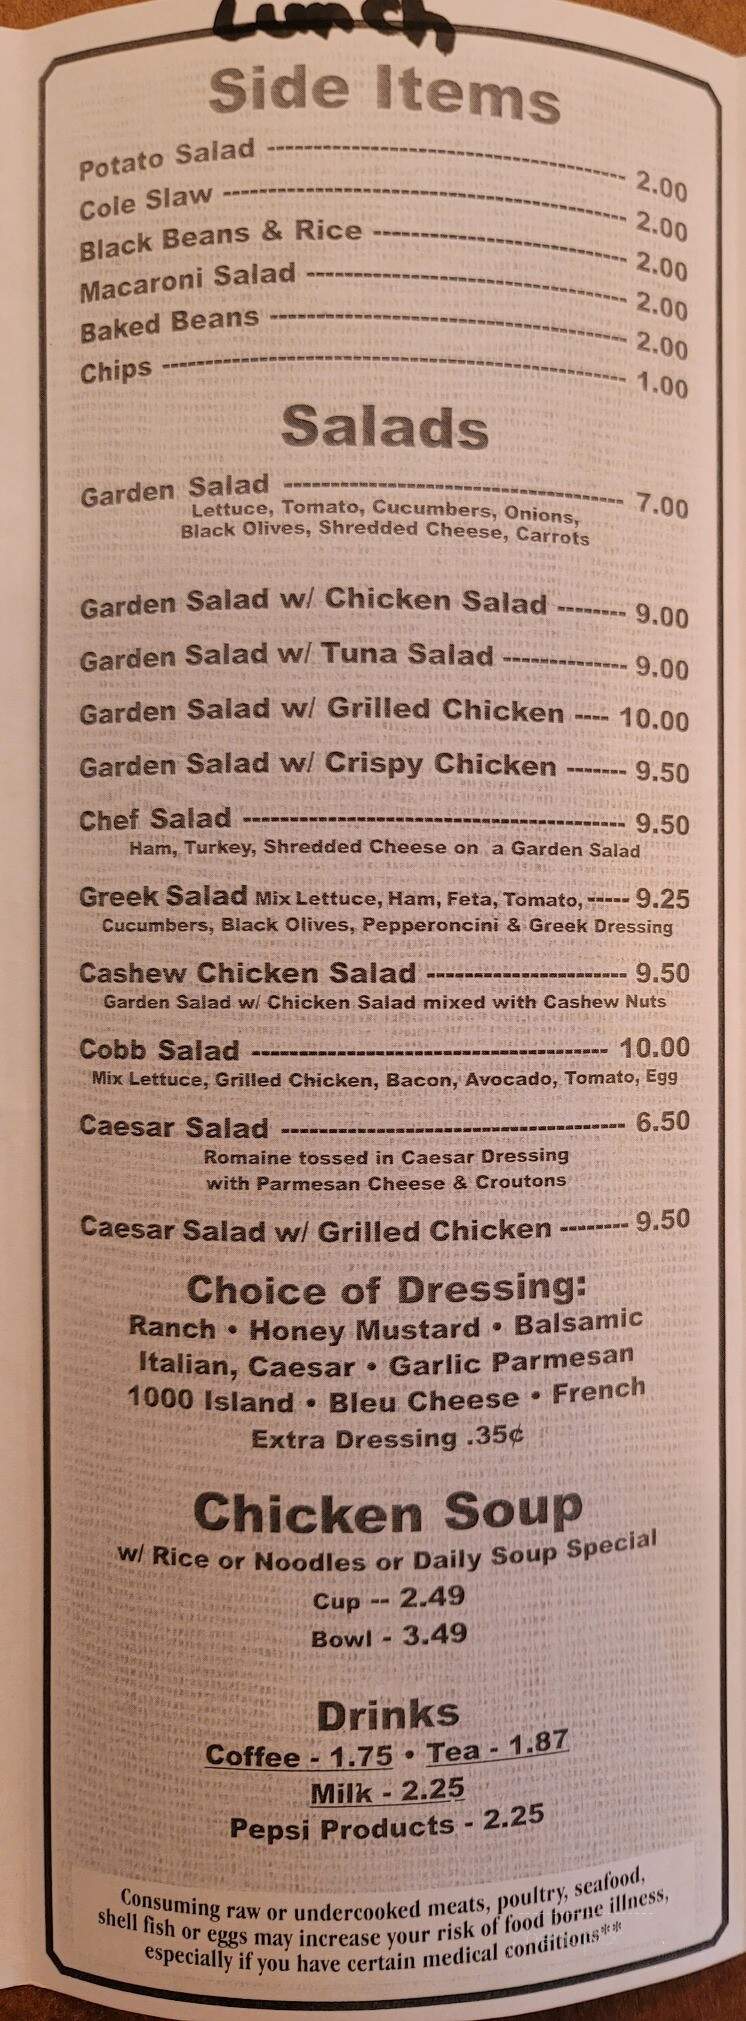 Lunch
Side Items
Potato Salad ---------- 2.00
Cole Slaw ---------- 2.00
Black Beans & Rice ---------- 2.00
Macaroni Salad ---------- 2.00
Baked Beans ---------- 2.00
Chips ---------- 1.00
Salads
Garden Salad ---------- 7.00
Lettuce, Tomato, Cucumbers, Onions,
Black Olives, Shredded Cheese, Carrots
Garden Salad w/ Chicken Salad -------- 9.00
Garden Salad w/ Tuna Salad ---------- 9.00
Garden Salad w/ Grilled Chicken ---- 10.00
Garden Salad w/ Crispy Chicken ------- 9.50
Chef Salad ---------- 9.50
Ham, Turkey, Shredded Cheese on a Garden Salad
Greek Salad Mix Lettuce, Ham, Feta, Tomato, ----- 9.25
Cucumbers, Black Olives, Pepperoncini & Greek Dressing
Cashew Chicken Salad ---------- 9.50
Garden Salad w/ Chicken Salad mixed with Cashew Nuts
Cobb Salad ---------- 10.00
Mix Lettuce, Grilled Chicken, Bacon, Avocado, Tomato, Egg
Caesar Salad ---------- 6.50
Romaine tossed in Caesar Dressing
with Parmesan Cheese & Croutons
Caesar Salad w/ Grilled Chicken -------- 9.50
Choice of Dressing:
Ranch • Honey Mustard • Balsamic
Italian, Caesar • Garlic Parmesan
1000 Island • Bleu Cheese • French
Extra Dressing .35¢
Chicken Soup
w/ Rice or Noodles or Daily Soup Special
Cup -- 2.49
Bowl - 3.49
Drinks
Coffee - 1.75 • Tea - 1.87
Milk - 2.25
Pepsi Products - 2.25
Consuming raw or undercooked meats, poultry, seafood,
shell fish or eggs may increase your risk of food borne illness,
especially if you have certain medical conditions**